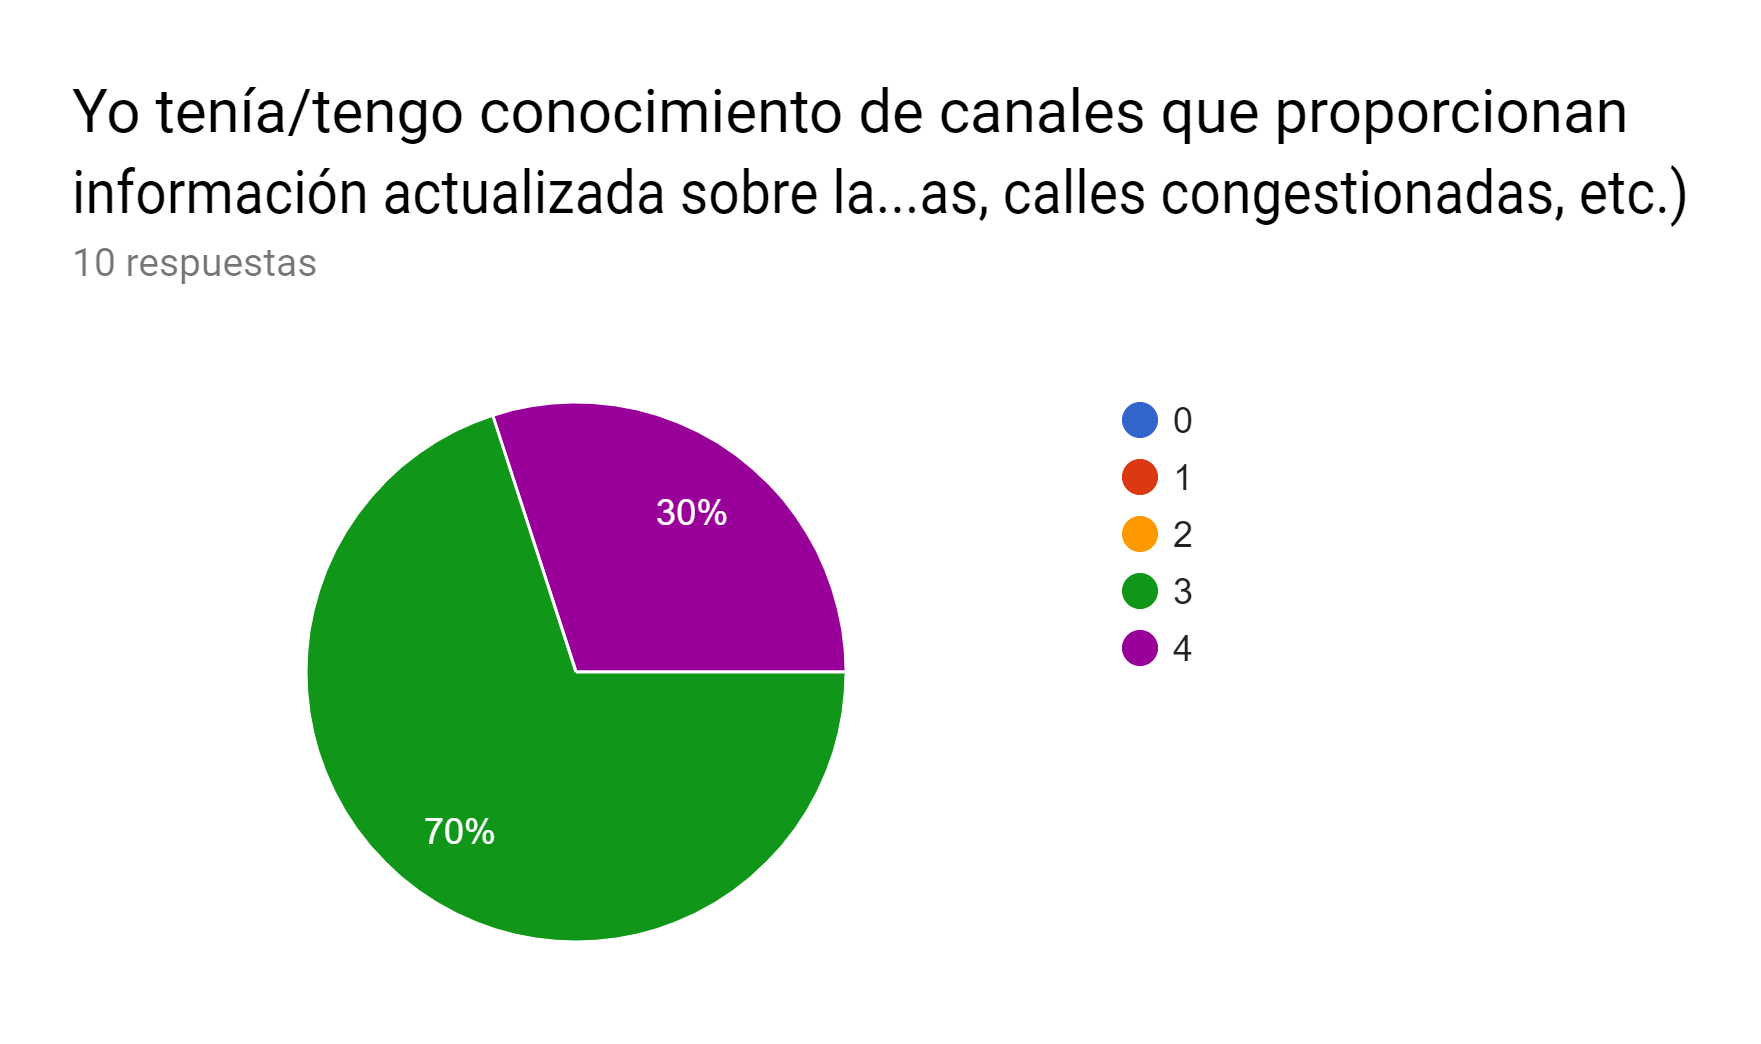 Yo tenía/tengo conocimiento de canales que proporcionan
información actualizada sobre la...as, calles congestionadas, etc.)
10 respuestas
0
1
2
3
4
30%
70%